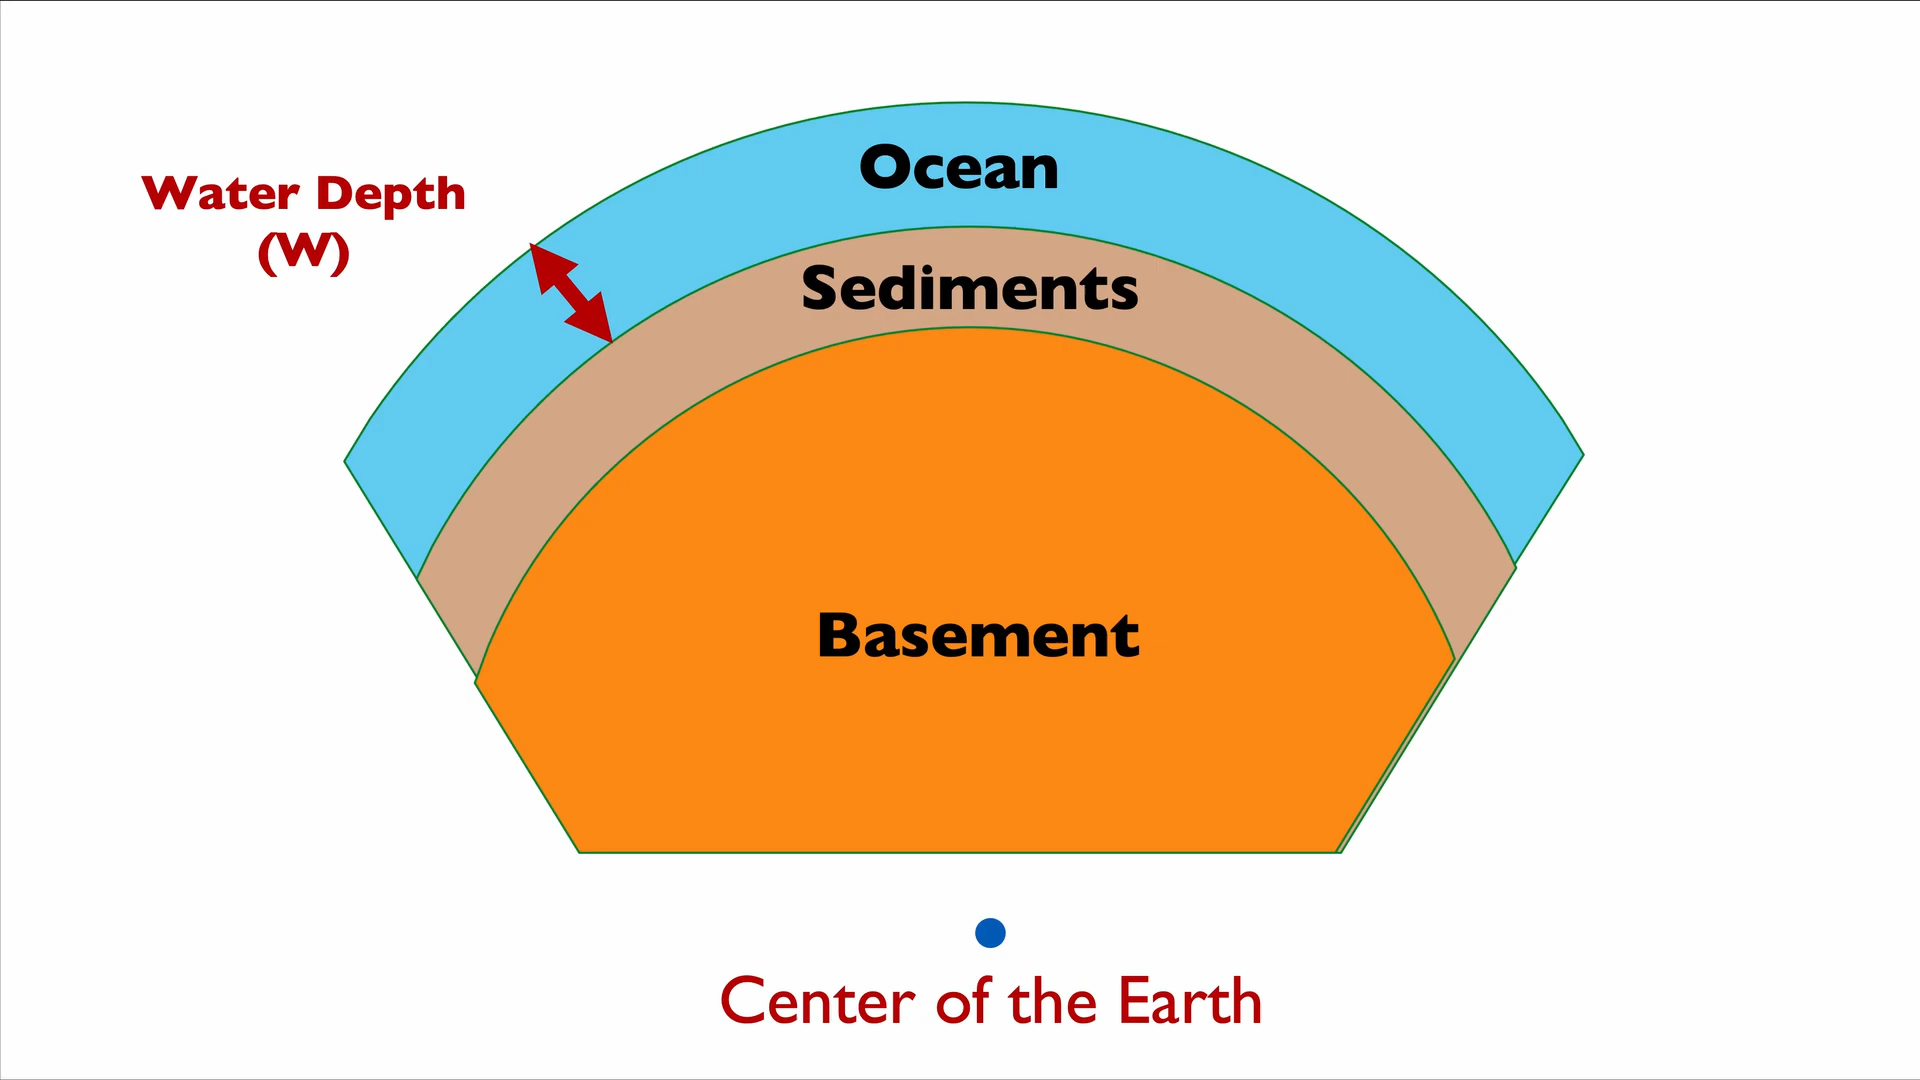 Ocean
Water Depth
(W)
Sediments
Basement
Center of the Earth